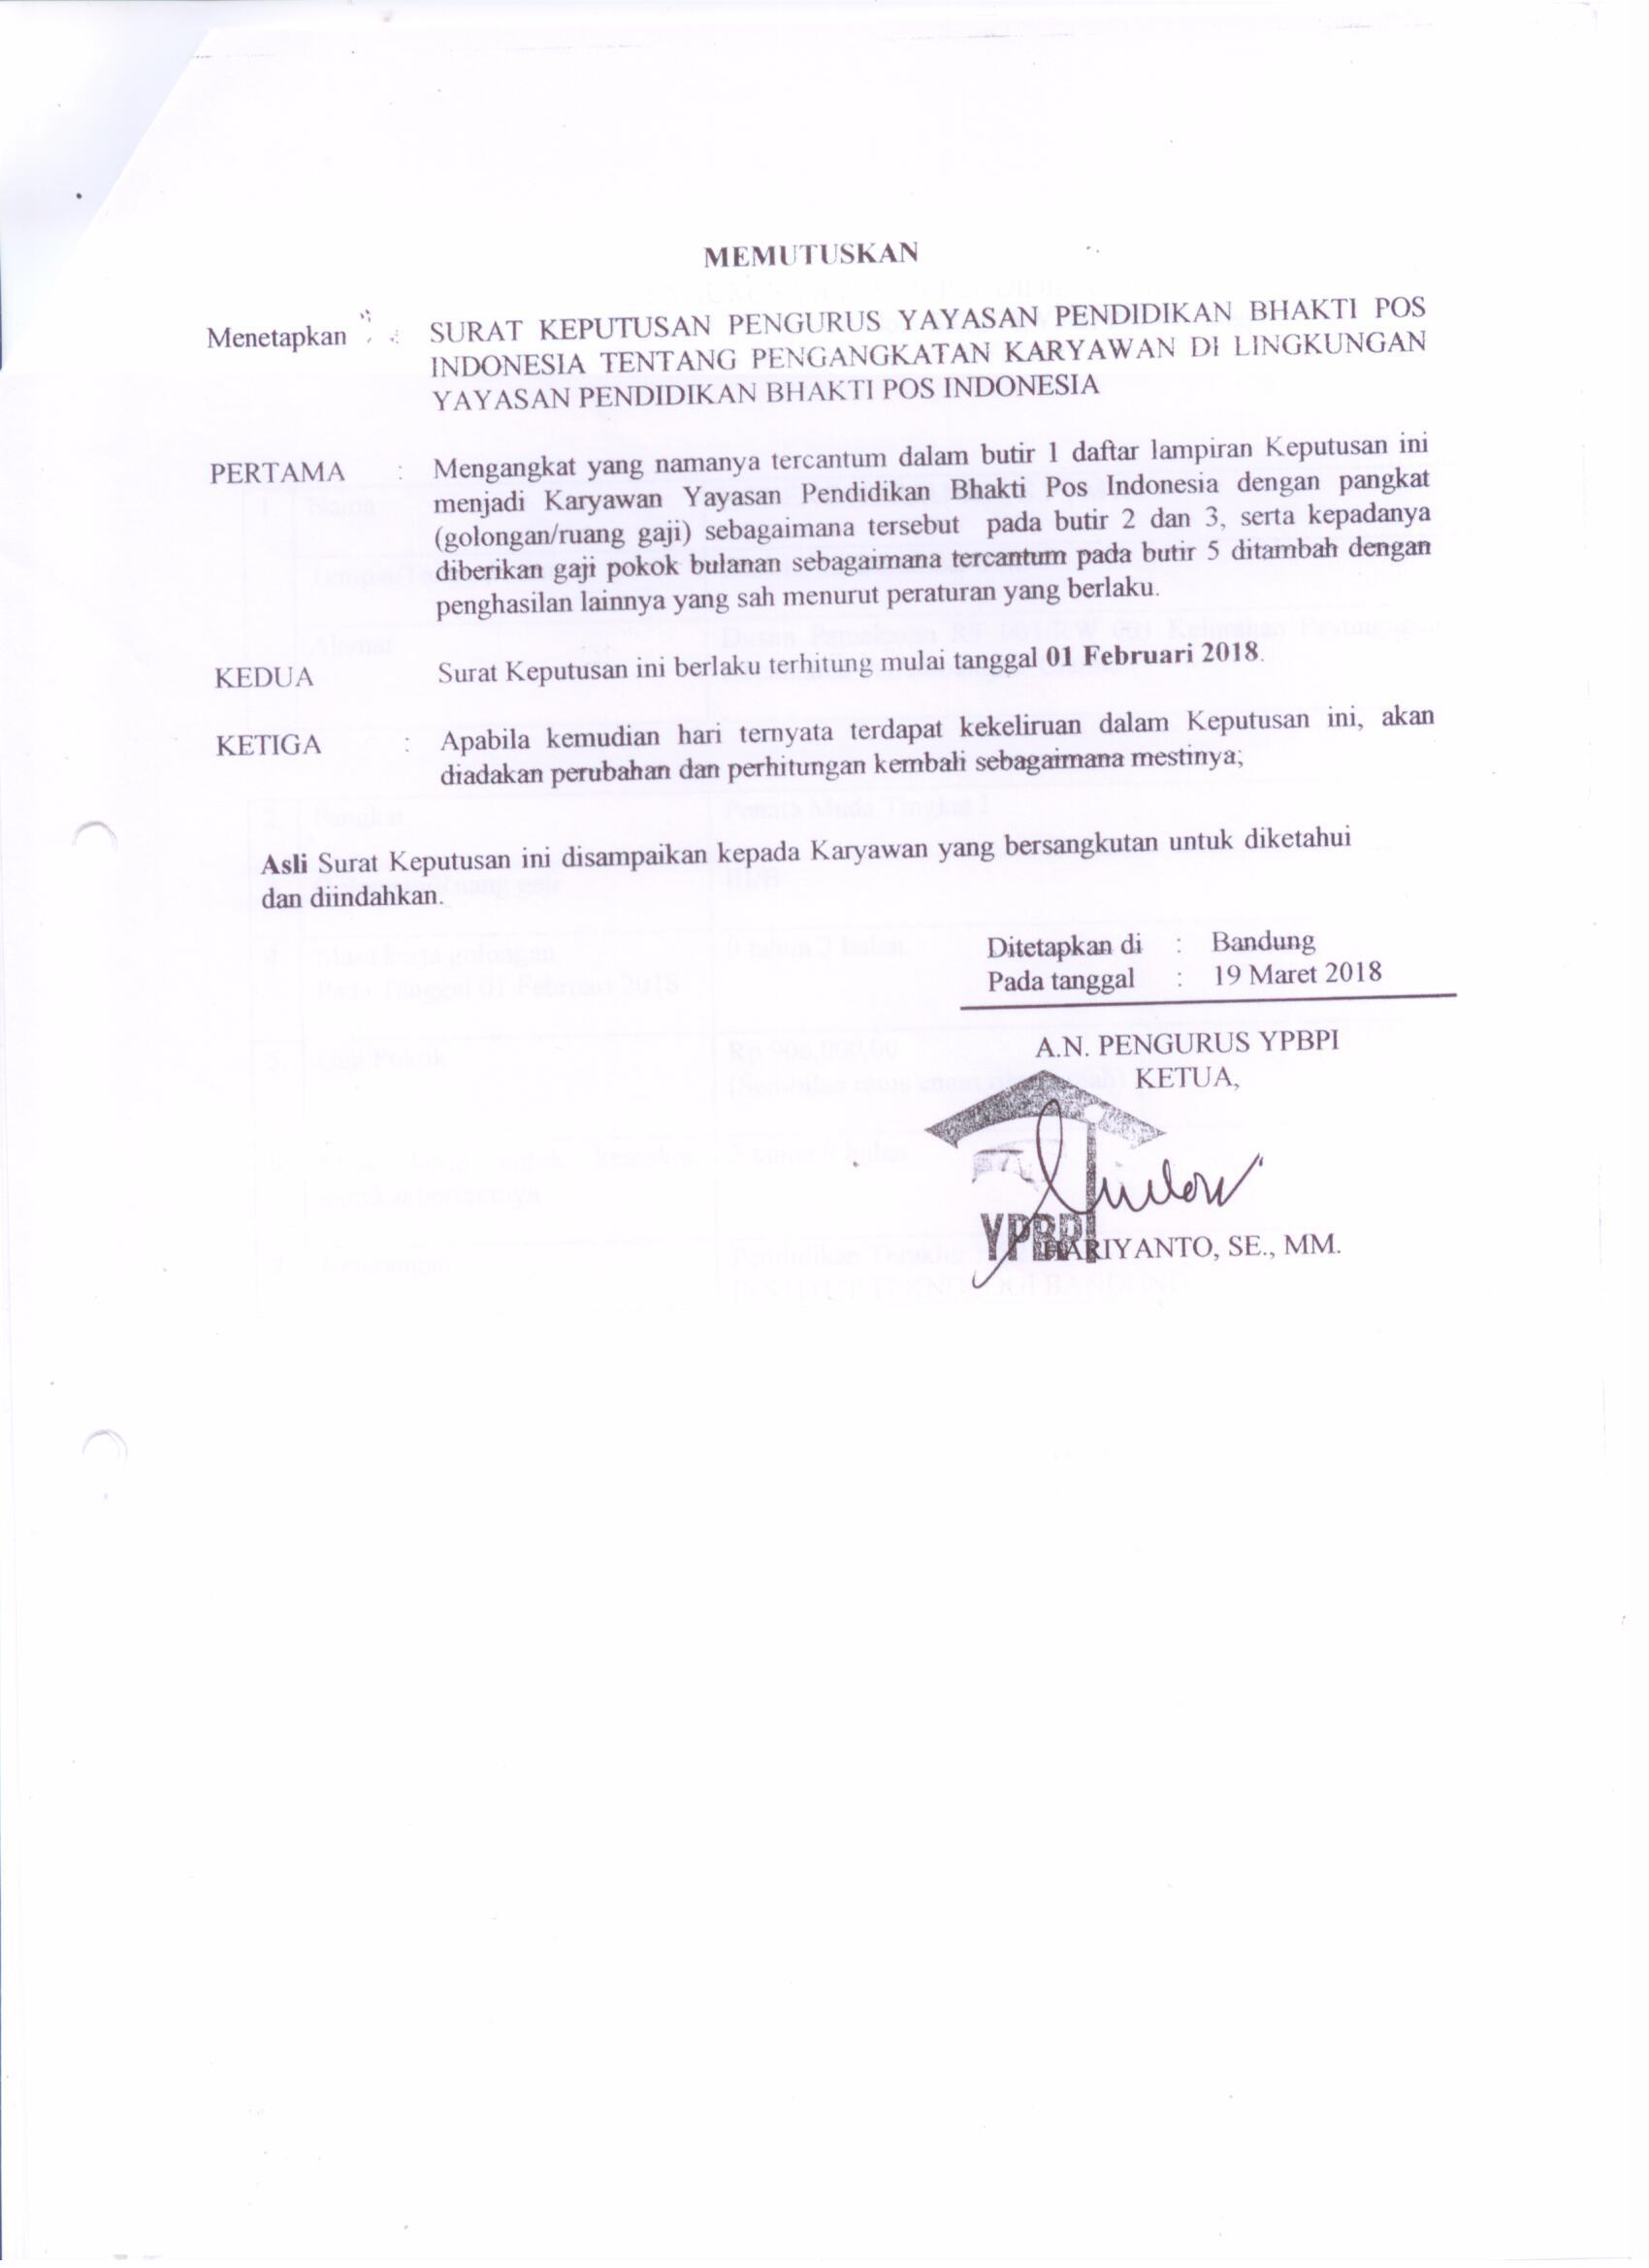 MEMUTUSKAN
Menetapkan : SURAT KEPUTUSAN PENGURUS YAYASAN PENDIDIKAN BHAKTI POS
INDONESIA TENTANG PENGANGKATAN KARYAWAN DI LINGKUNGAN
YAYASAN PENDIDIKAN BHAKTI POS INDONESIA
PERTAMA : Mengangkat yang namanya tercantum dalam butir 1 daftar lampiran Keputusan ini
menjadi Karyawan Yayasan Pendidikan Bhakti Pos Indonesia dengan pangkat
(golongan/ruang gaji) sebagaimana tersebut pada butir 2 dan 3, serta kepadanya
diberikan gaji pokok bulanan sebagaimana tercantum pada butir 5 ditambah dengan
penghasilan lainnya yang sah menurut peraturan yang berlaku.
KEDUA Surat Keputusan ini berlaku terhitung mulai tanggal 01 Februari 2018.
KETIGA : Apabila kemudian hari ternyata terdapat kekeliruan dalam Keputusan ini, akan
diadakan perubahan dan perhitungan kembali sebagaimana mestinya;
Asli Surat Keputusan ini disampaikan kepada Karyawan yang bersangkutan untuk diketahui
dan diindahkan.
Ditetapkan di : Bandung
Pada tanggal : 19 Maret 2018
A.N. PENGURUS YPBPI
KETUA,
YPBPI
HARIYANTO, SE., MM.